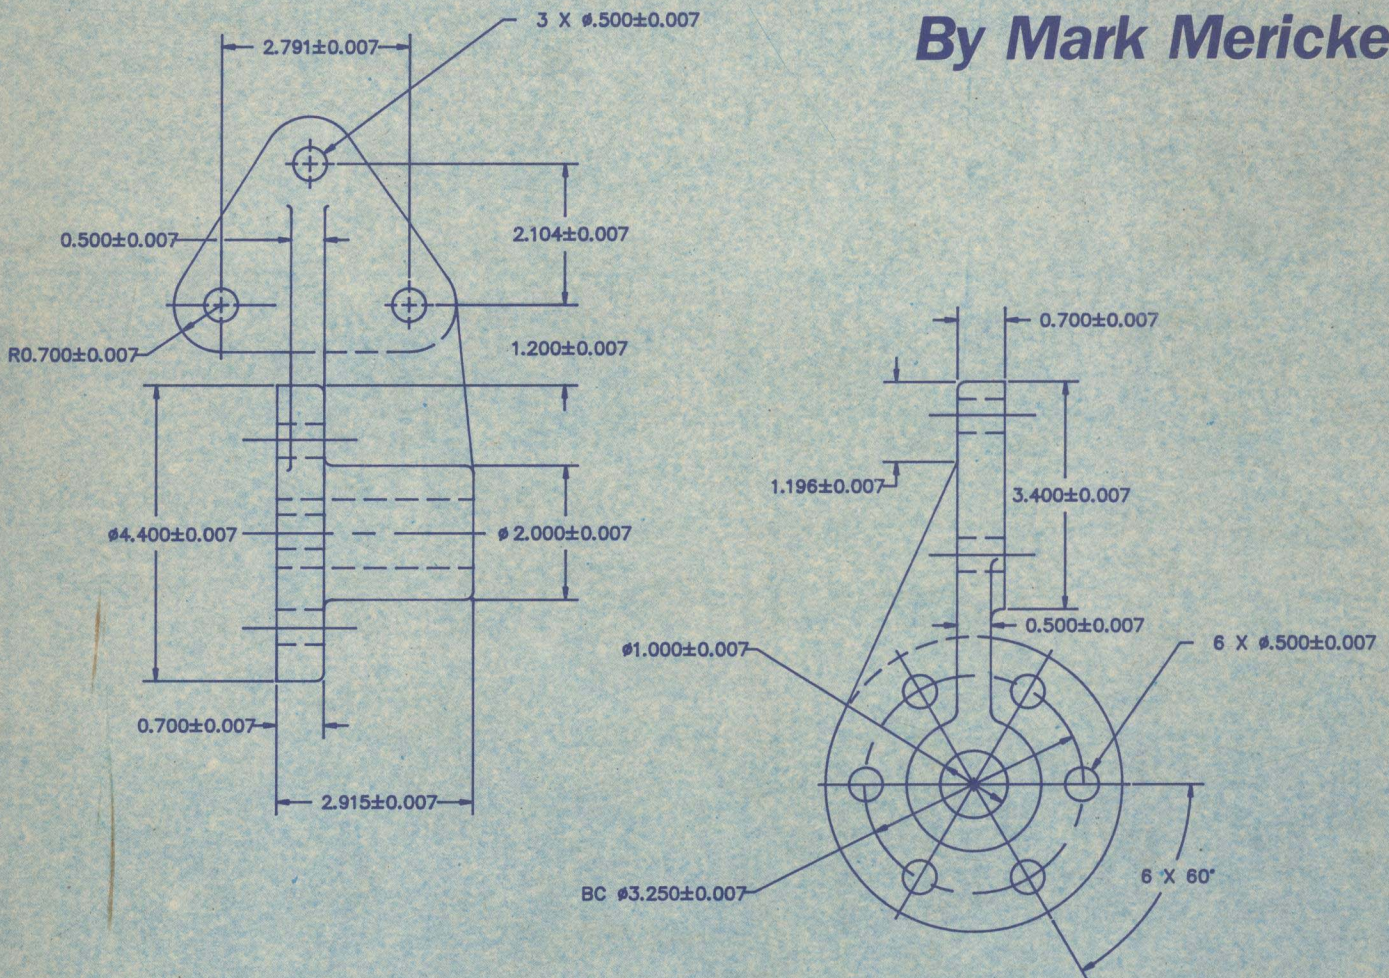 By Mark Mericke
3 X ø.500±0.007
2.791±0.007
0.500±0.007
2.104±0.007
R0.700±0.007
1.200±0.007
ø4.400±0.007
ø2.000±0.007
0.700±0.007
2.915±0.007
0.700±0.007
1.196±0.007
3.400±0.007
0.500±0.007
ø1.000±0.007
6 X ø.500±0.007
BC ø3.250±0.007
6 X 60°